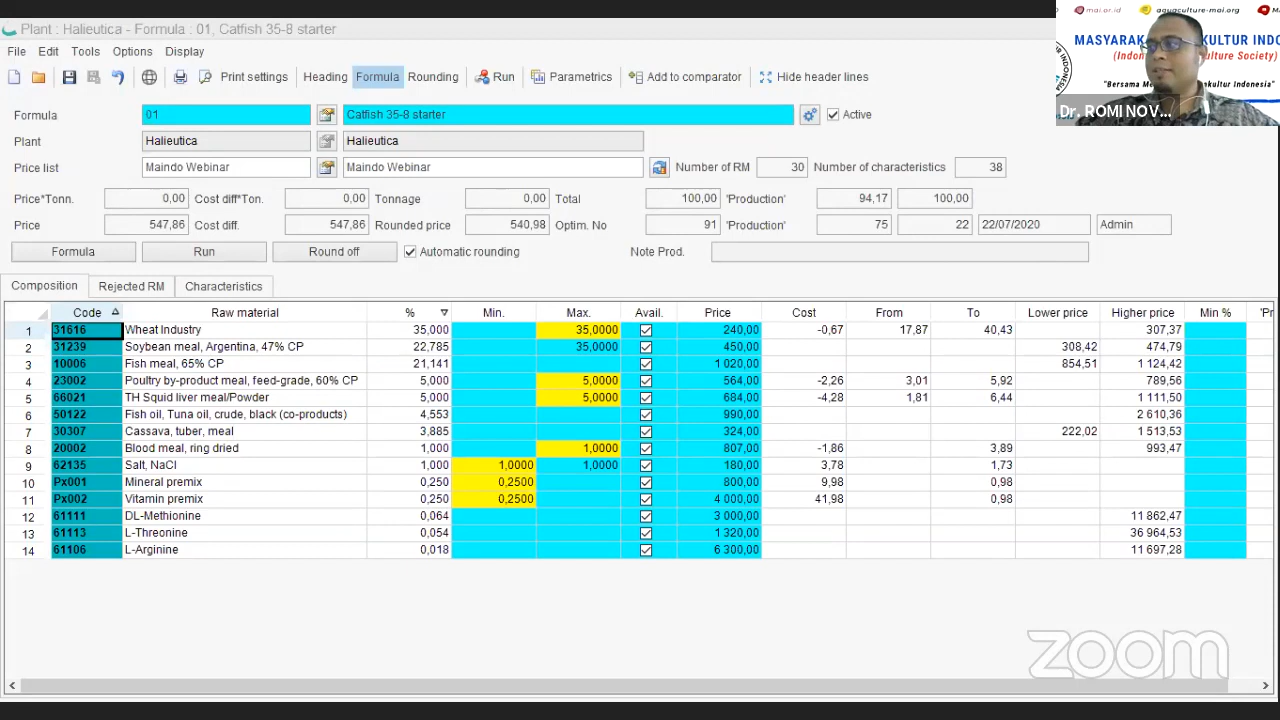 Plant : Halieutica - Formula : 01, Catfish 35-8 starter
mai.or.id aquaculture-mai.org
File Edit Tools Options Display
MASYARAK KULTUR INDO
(Indon ulture Society)
Print settings Heading Formula Rounding Run Parametrics Add to comparator Hide header lines
"Bersama Me akultur Indonesia"
Dr. ROMI NOV...
Formula 01 Catfish 35-8 starter Active
Plant Halieutica Halieutica
Price list Maindo Webinar Maindo Webinar Number of RM 30 Number of characteristics 38
Price*Tonn. 0,00 Cost diff*Ton. 0,00 Tonnage 0,00 Total 100,00 'Production' 94,17 100,00
Price 547,86 Cost diff. 547,86 Rounded price 540,98 Optim. No 91 'Production' 75 22 22/07/2020 Admin
Formula Run Round off Automatic rounding Note Prod.
Composition Rejected RM Characteristics
Code Raw material % Min. Max. Avail. Price Cost From To Lower price Higher price Min % 'Pr
1 31616 Wheat Industry 35,000 35,0000 240,00 -0,67 17,87 40,43 307,37
2 31239 Soybean meal, Argentina, 47% CP 22,785 35,0000 450,00 308,42 474,79
3 10006 Fish meal, 65% CP 21,141 1 020,00 854,51 1 124,42
4 23002 Poultry by-product meal, feed-grade, 60% CP 5,000 5,0000 564,00 -2,26 3,01 5,92 789,56
5 66021 TH Squid liver meal/Powder 5,000 5,0000 684,00 -4,28 1,81 6,44 1 111,50
6 50122 Fish oil, Tuna oil, crude, black (co-products) 4,553 990,00 2 610,36
7 30307 Cassava, tuber, meal 3,885 324,00 222,02 1 513,53
8 20002 Blood meal, ring dried 1,000 1,0000 807,00 -1,86 3,89 993,47
9 62135 Salt, NaCl 1,000 1,0000 1,0000 180,00 3,78 1,73
10 Px001 Mineral premix 0,250 0,2500 800,00 9,98 0,98
11 Px002 Vitamin premix 0,250 0,2500 4 000,00 41,98 0,98
12 61111 DL-Methionine 0,064 3 000,00 11 862,47
13 61113 L-Threonine 0,054 1 320,00 36 964,53
14 61106 L-Arginine 0,018 6 300,00 11 697,28
zoom